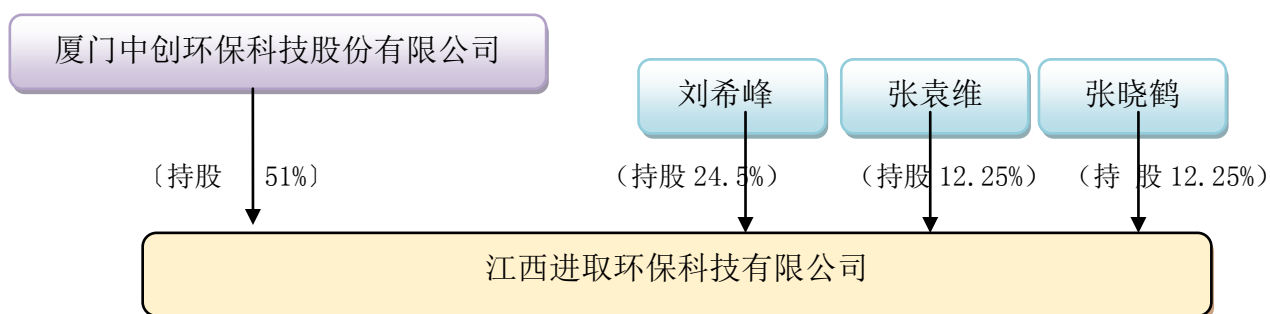 厦门中创环保科技股份有限公司
刘希峰 张袁维 张晓鹤
〔持股 51%〕 （持股 24.5%） （持股 12.25%） （持 股 12.25%）
江西进取环保科技有限公司